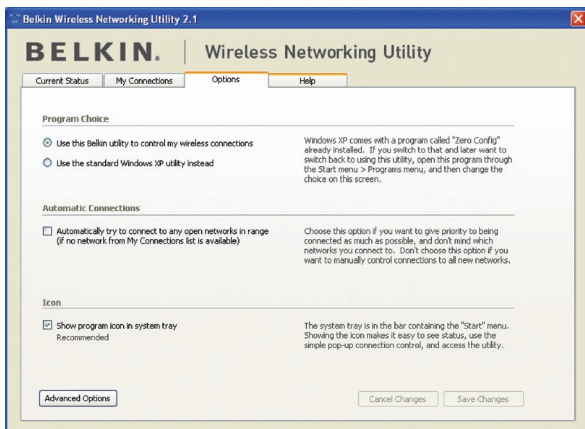 Belkin Wireless Networking Utility 2.1
BELKIN. | Wireless Networking Utility
Current Status
My Connections
Options
Help
Program Choice
Use this Belkin utility to control my wireless connections
Use the standard Windows XP utility instead
Windows XP comes with a program called "Zero Config"
already installed. If you switch to that and later want to
switch back to using this utility, open this program through
the Start menu > Programs menu, and then change the
choice on this screen.
Automatic Connections
Automatically try to connect to any open networks in range
(if no network from My Connections list is available)
Choose this option if you want to give priority to being
connected as much as possible, and don't mind which
networks you connect to. Don't choose this option if you
want to manually control connections to all new networks.
Icon
Show program icon in system tray
Recommended
The system tray is in the bar containing the "Start" menu.
Showing the icon makes it easy to see status, use the
simple pop-up connection control, and access the utility.
Advanced Options
Cancel Changes
Save Changes